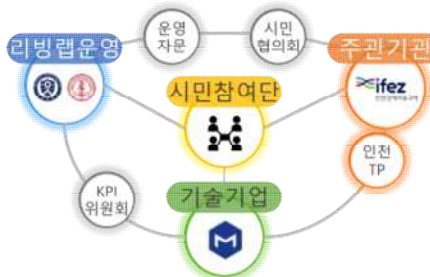 운영
자문
시민
협의회
리빙랩운영
주관기관
시민참여단
ifez
인천
TP
KPI
위원회
기술기업